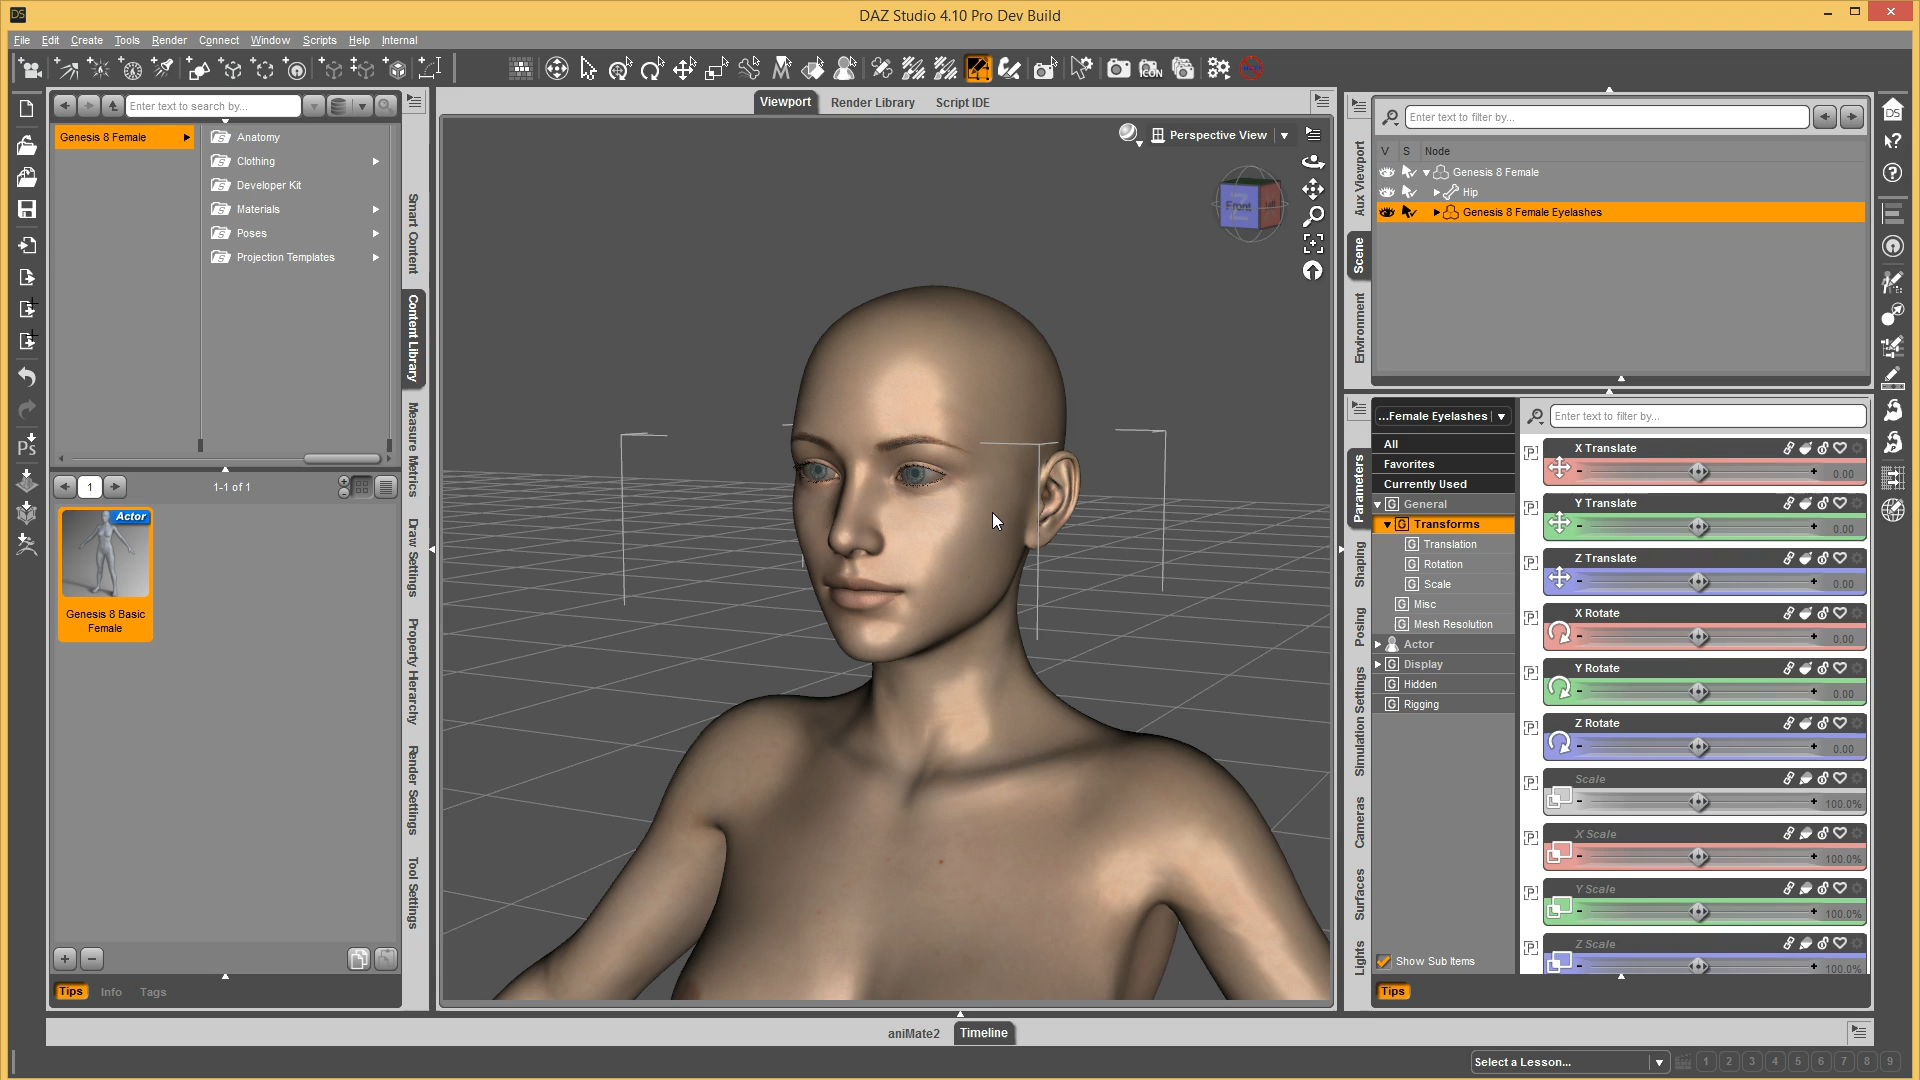 DS
DAZ Studio 4.10 Pro Dev Build
File Edit Create Tools Render Connect Window Scripts Help Internal
ICON
Enter text to search by...
Genesis 8 Female
Anatomy
Clothing
Developer Kit
Materials
Poses
Projection Templates
1
1-1 of 1
Actor
Genesis 8 Basic
Female
Tips Info Tags
Ps
Smart Content
Content Library
Measure Metrics
Draw Settings
Property Hierarchy
Render Settings
Tool Settings
Viewport Render Library Script IDE
Perspective View
Front
aniMate2 Timeline
Aux Viewport
Scene
Environment
Enter text to filter by...
V S Node
Genesis 8 Female
Hip
Genesis 8 Female Eyelashes
Parameters
Shaping
Posing
Simulation Settings
Cameras
Surfaces
Lights
...Female Eyelashes
All
Favorites
Currently Used
General
Transforms
Translation
Rotation
Scale
Misc
Mesh Resolution
Actor
Display
Hidden
Rigging
Show Sub Items
Tips
Enter text to filter by...
X Translate
0.00
Y Translate
0.00
Z Translate
0.00
X Rotate
0.00
Y Rotate
0.00
Z Rotate
0.00
Scale
100.0%
X Scale
100.0%
Y Scale
100.0%
Z Scale
100.0%
DS
Select a Lesson...
1 2 3 4 5 6 7 8 9